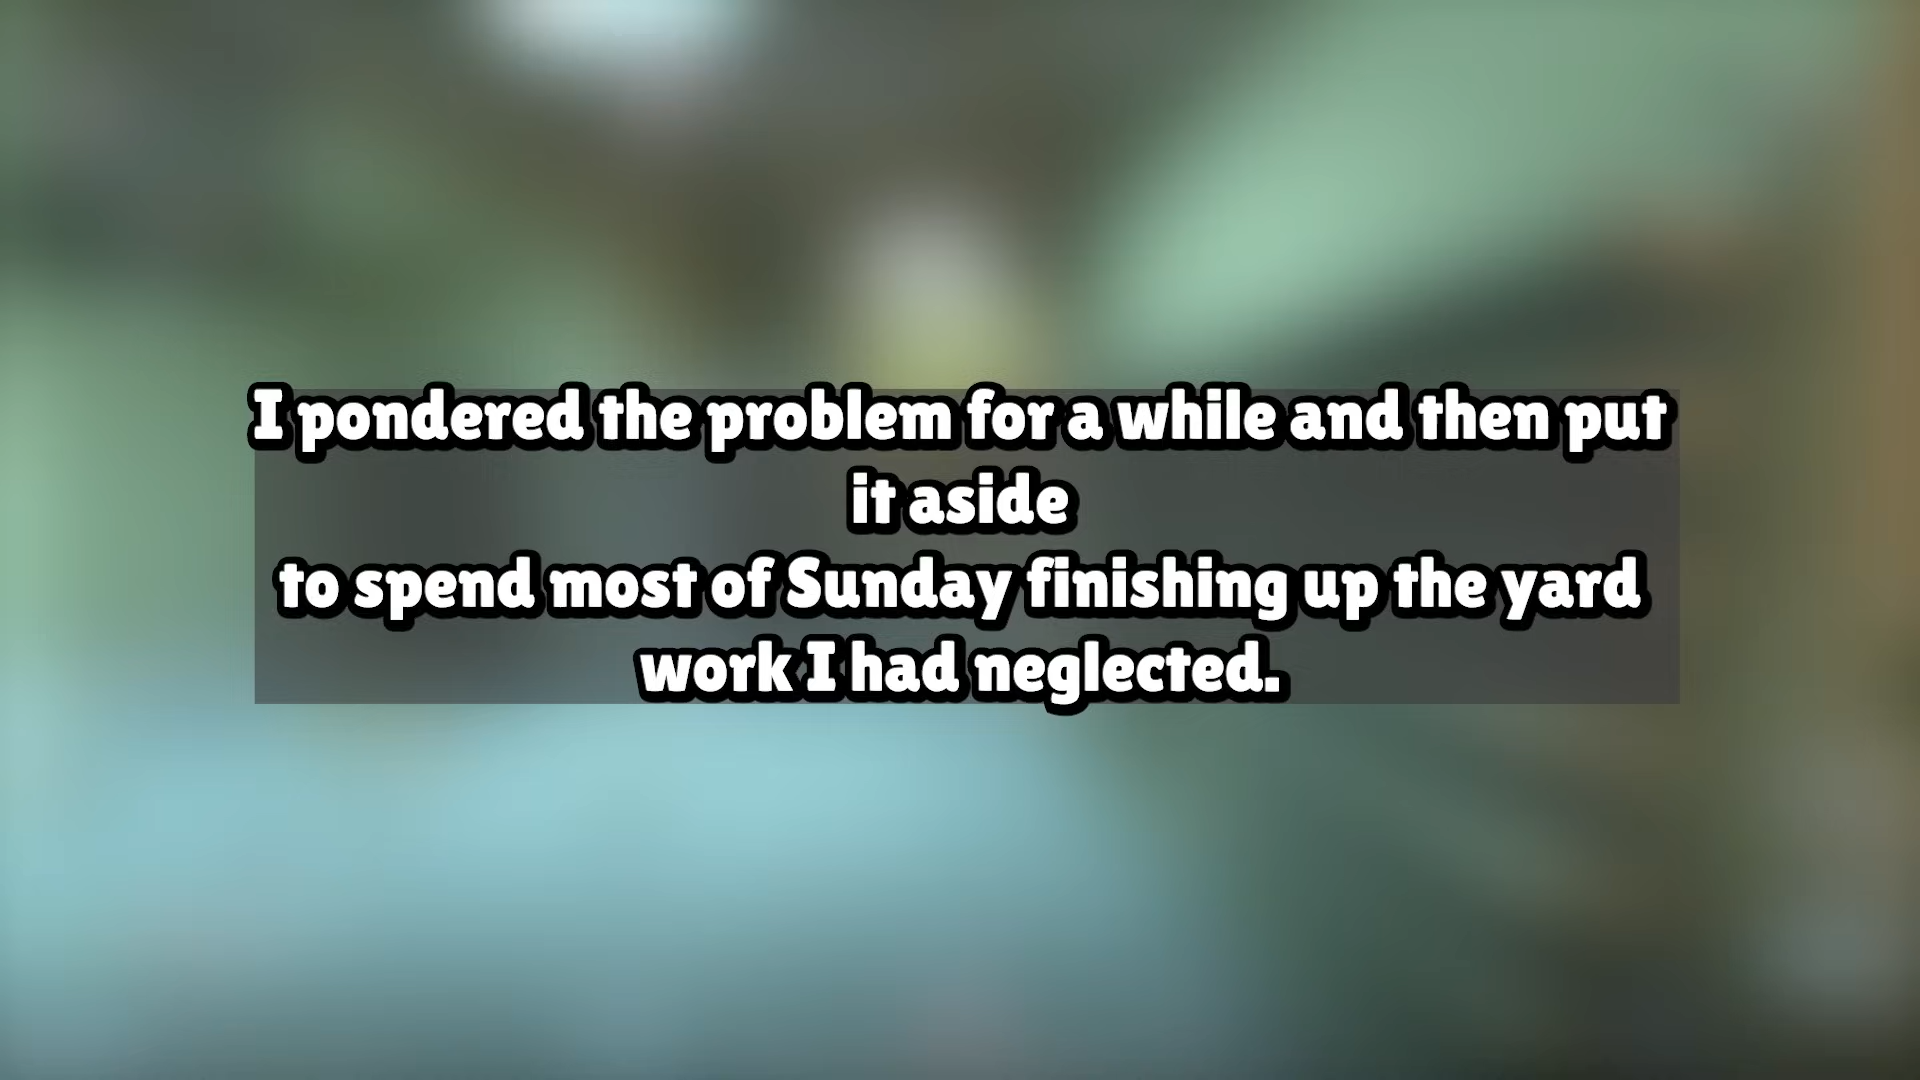 I pondered the problem for a while and then put
it aside
to spend most of Sunday finishing up the yard
work I had neglected.